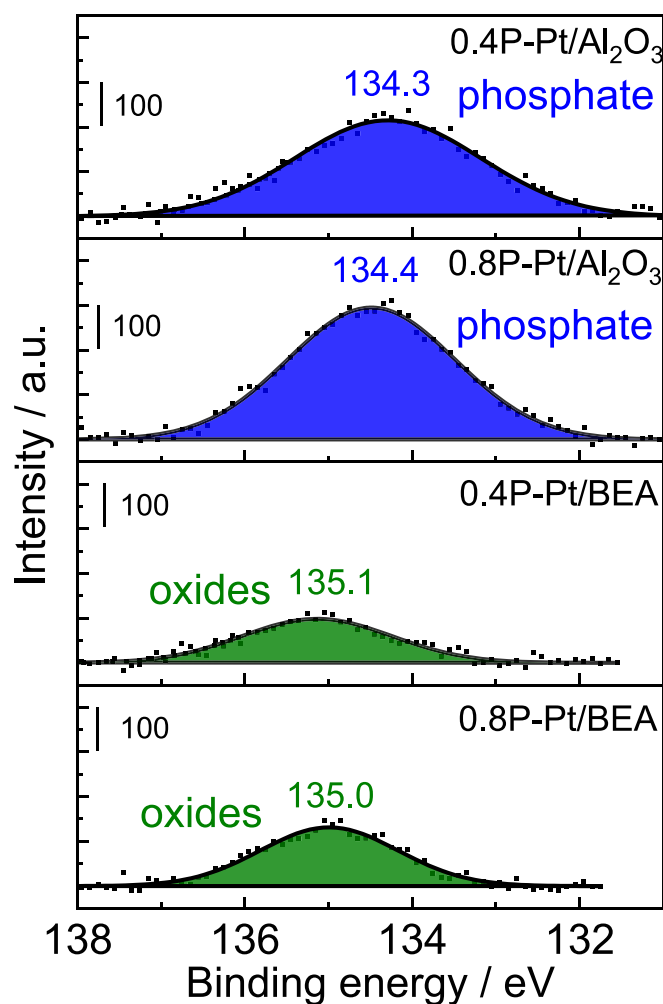 0.4P-Pt/Al₂O₃
134.3
100
phosphate
0.8P-Pt/Al₂O₃
134.4
100
phosphate
0.4P-Pt/BEA
100
oxides 135.1
0.8P-Pt/BEA
100
oxides 135.0
Intensity / a.u.
138 136 134 132
Binding energy / eV